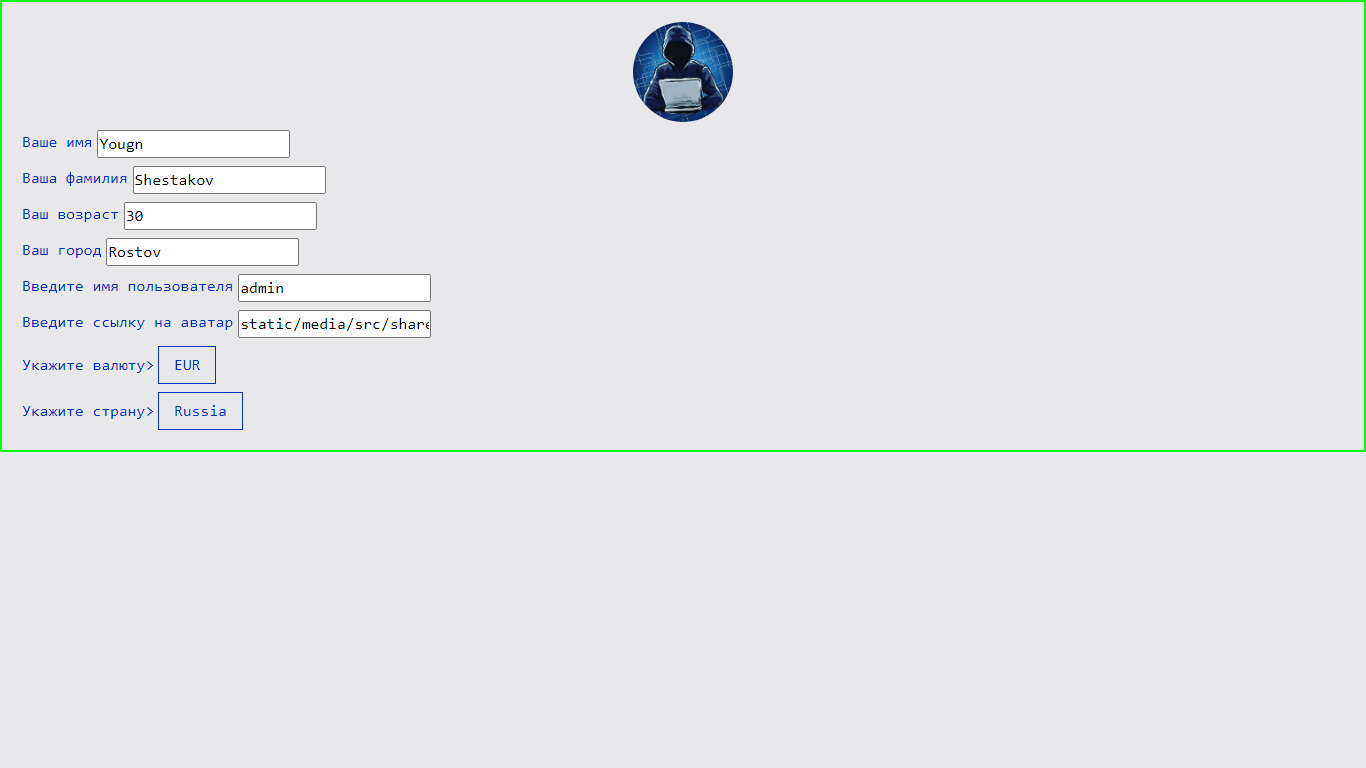 Ваше имя Yougn
Ваша фамилия Shestakov
Ваш возраст 30
Ваш город Rostov
Введите имя пользователя admin
Введите ссылку на аватар static/media/src/share
Укажите валюту> EUR
Укажите страну> Russia